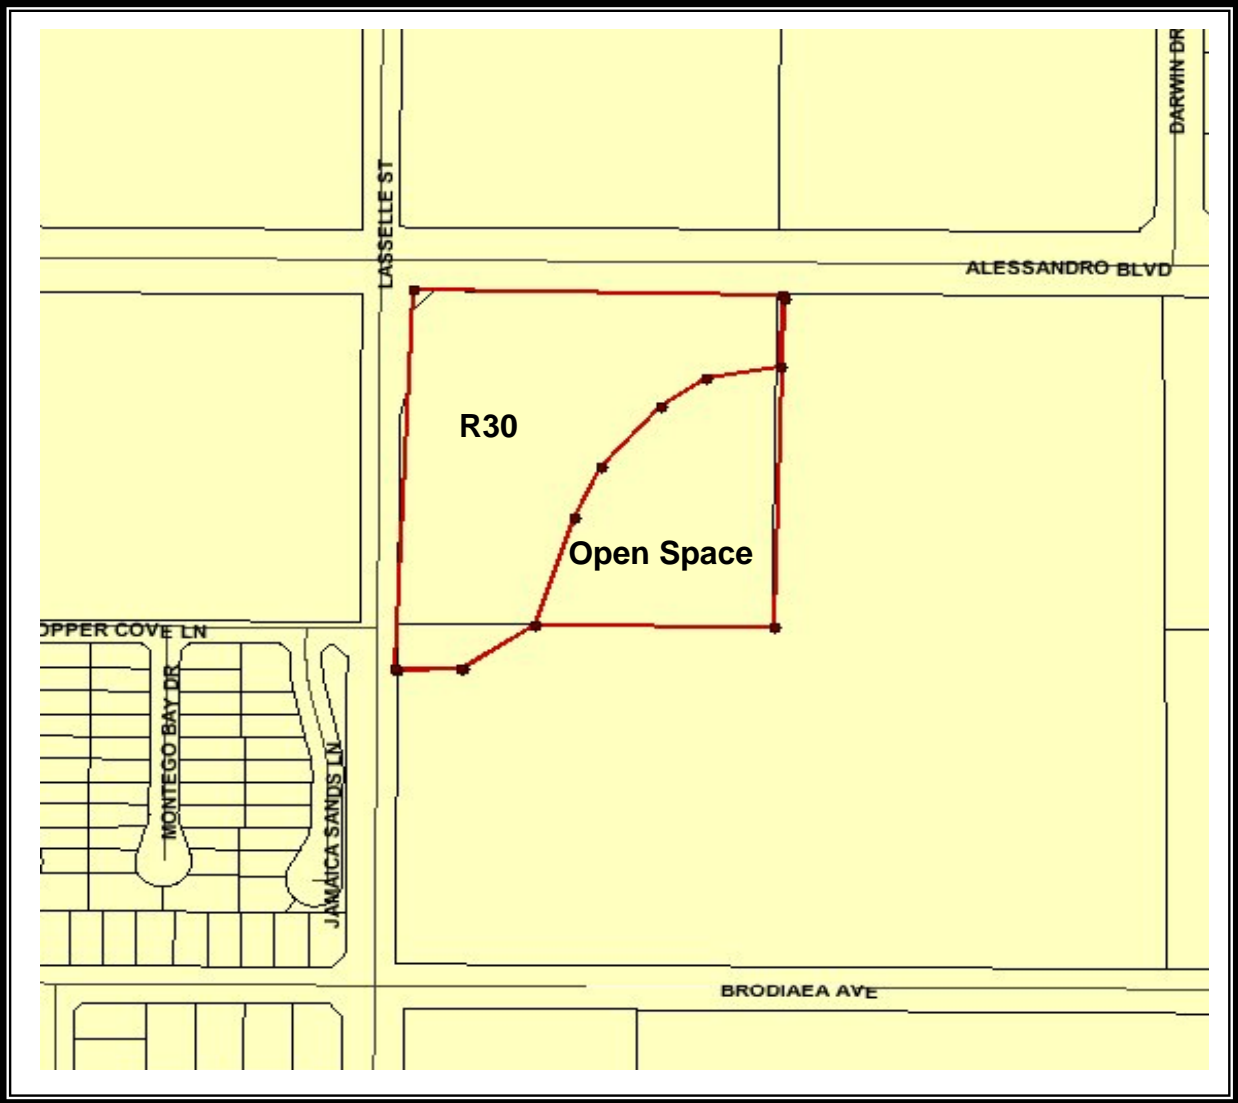 DARWIN DR
LASSELLE ST
ALESSANDRO BLVD
R30
Open Space
OPPER COVE LN
MONTEGO BAY DR
JAMAICA SANDS LN
BRODIAEA AVE